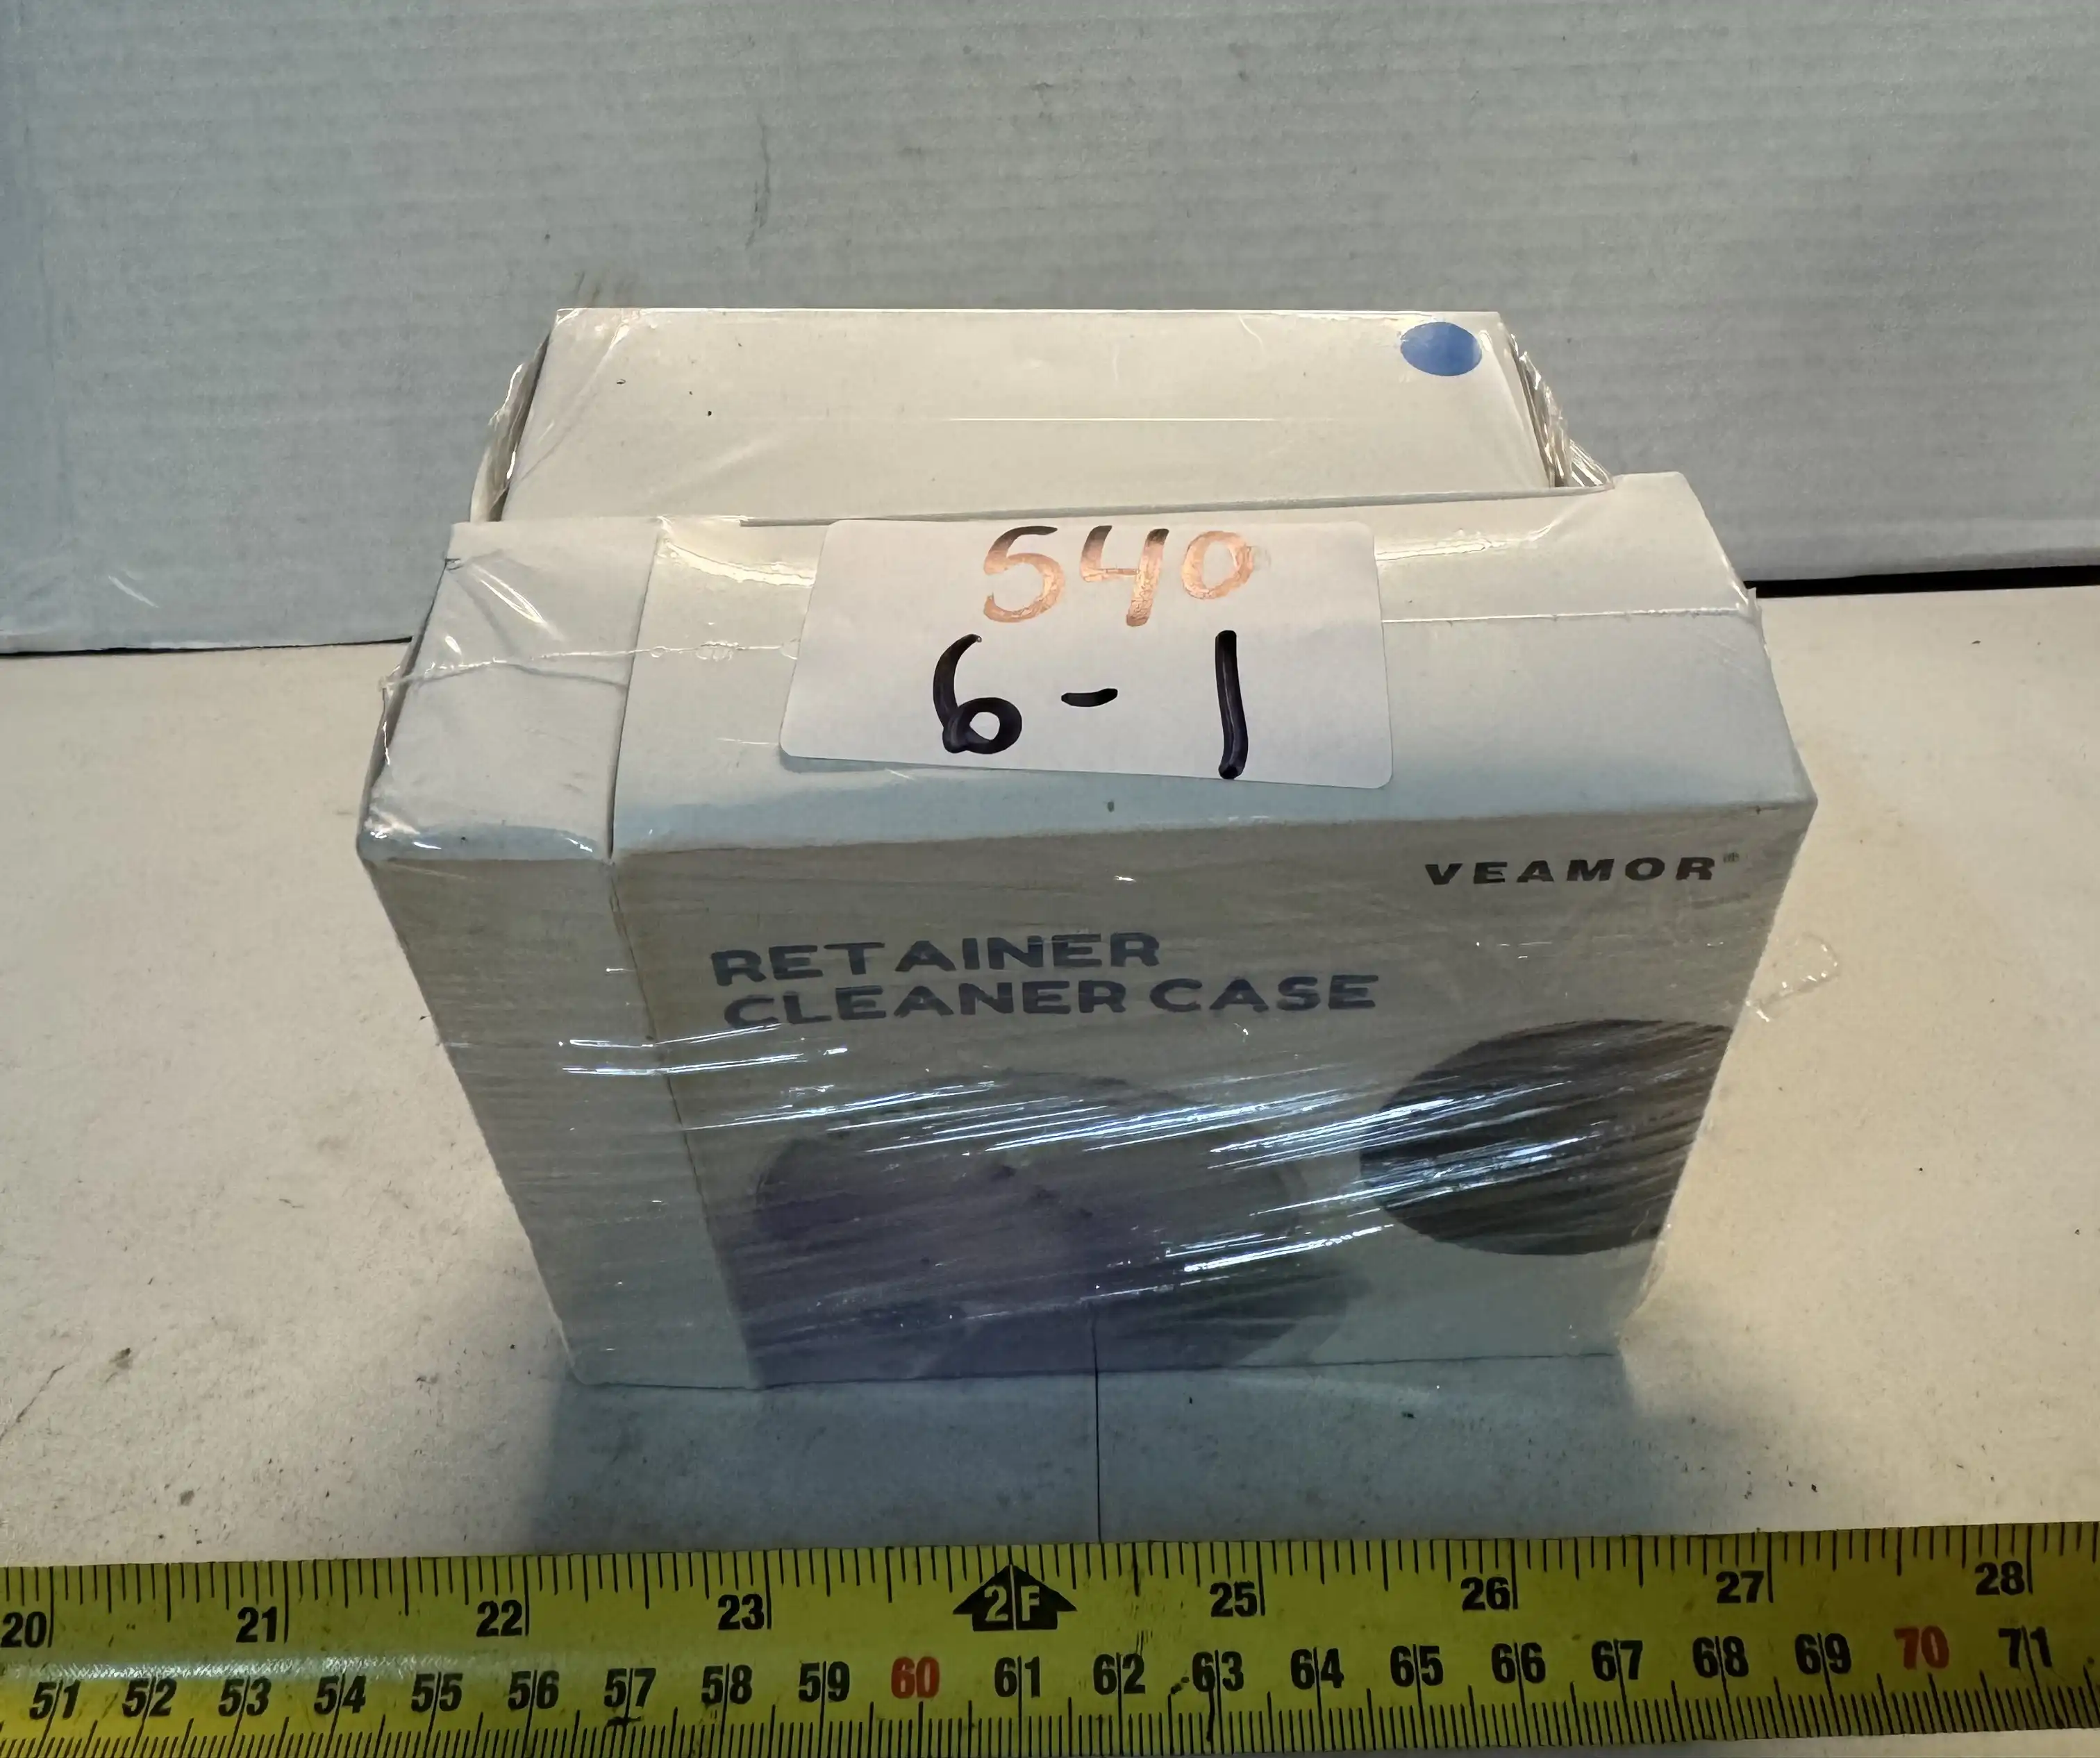 540
6-1
VEAMOR®
RETAINER
CLEANER CASE
20 21 22 23 2F 25 26 27 28
51 52 53 54 55 56 57 58 59 60 61 62 63 64 65 66 67 68 69 70 71